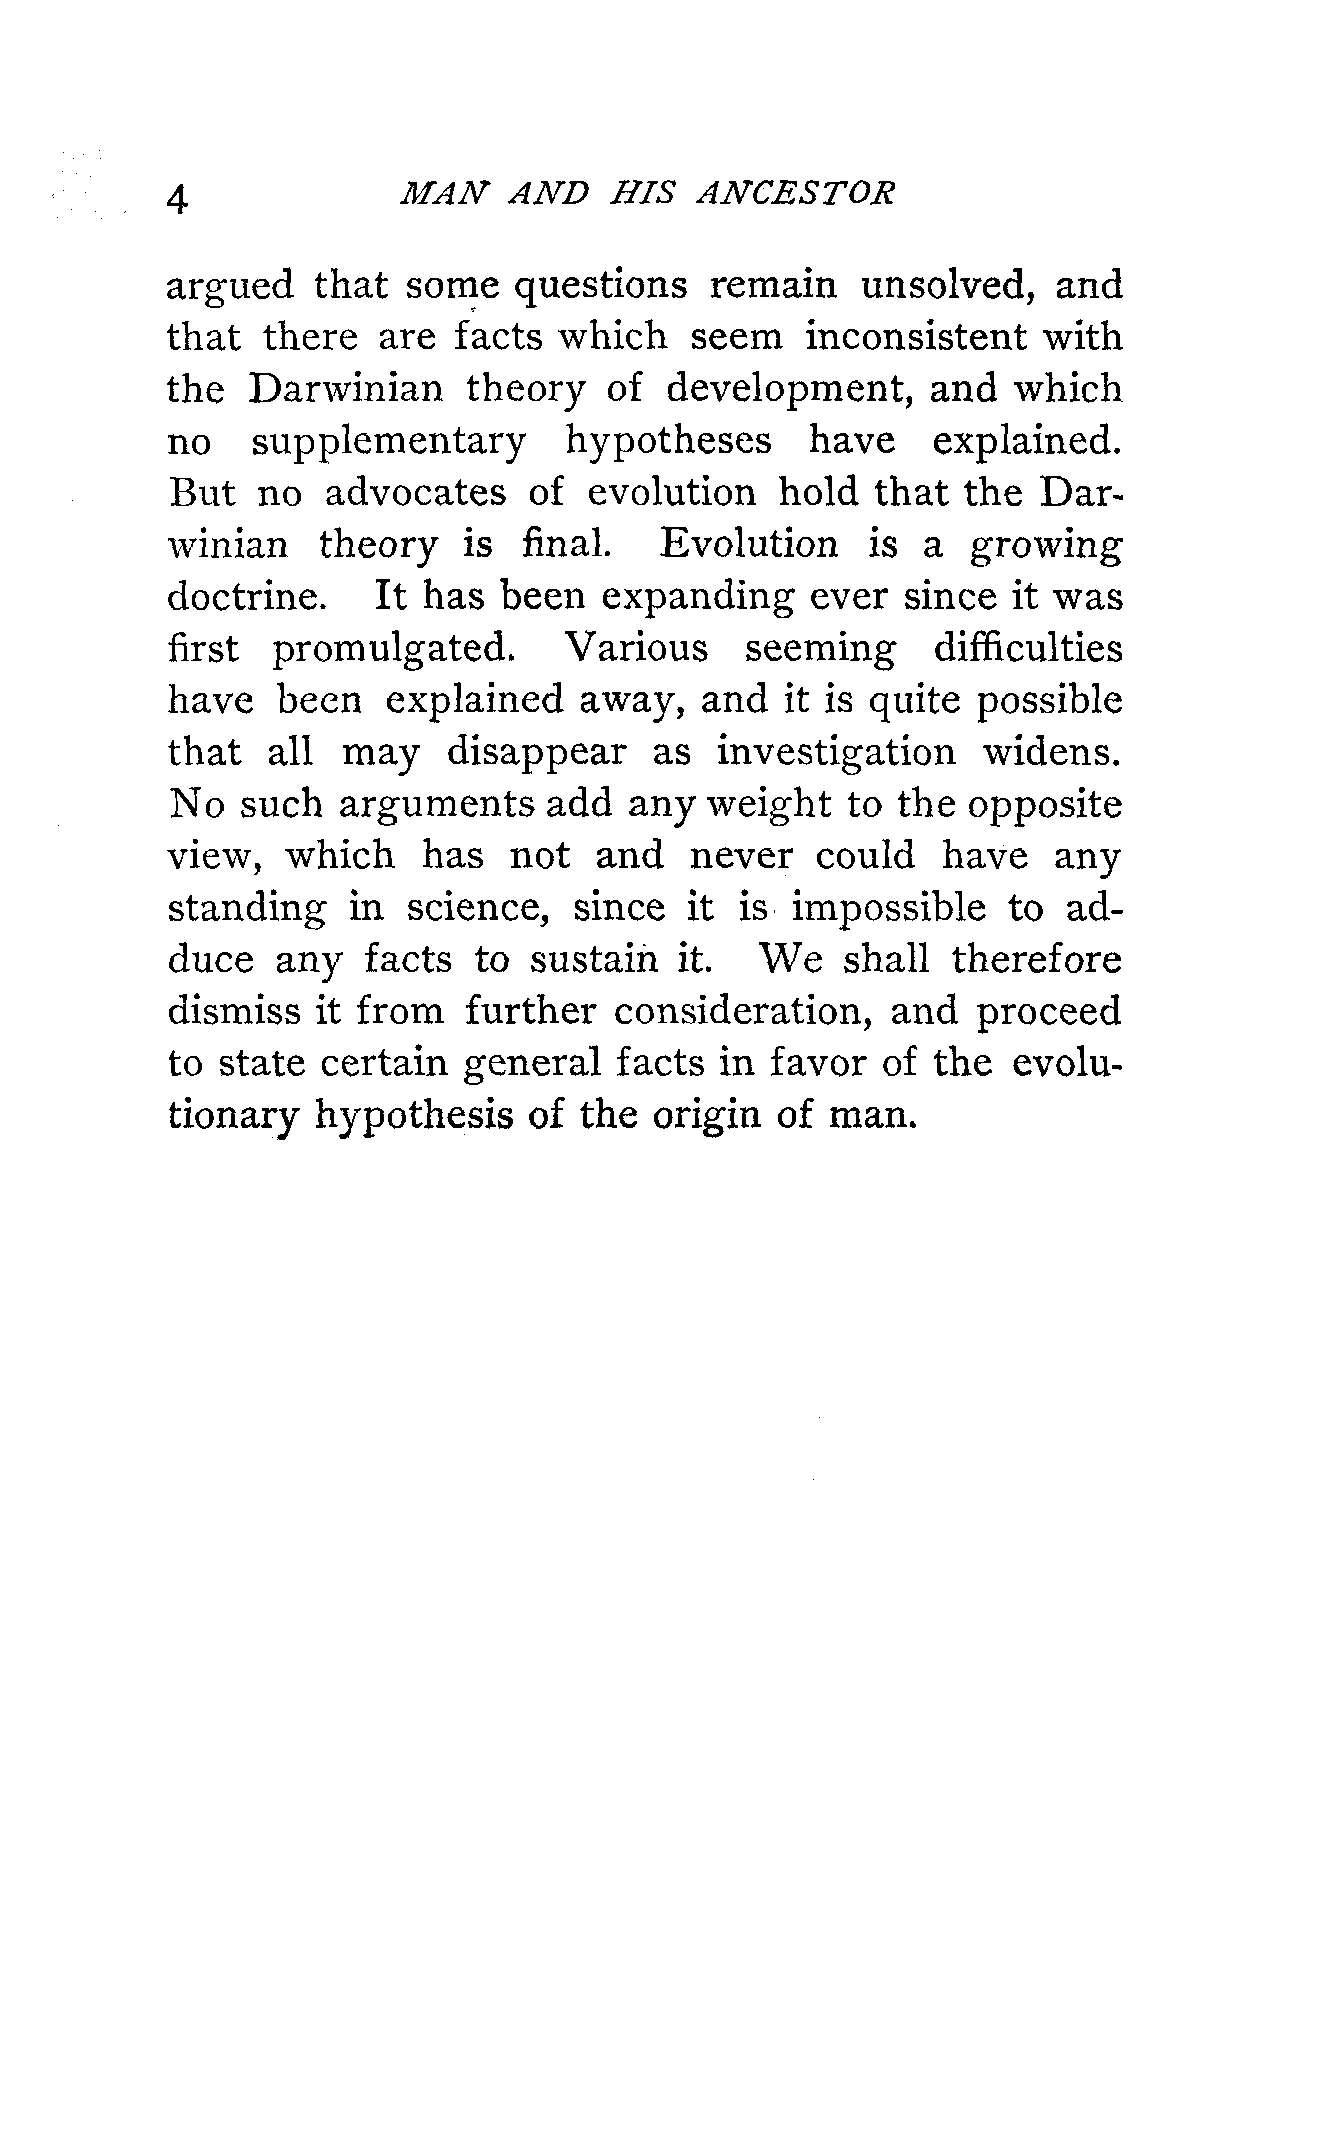 4 MAN AND HIS ANCESTOR
argued that some questions remain unsolved, and
that there are facts which seem inconsistent with
the Darwinian theory of development, and which
no supplementary hypotheses have explained.
But no advocates of evolution hold that the Dar-
winian theory is final. Evolution is a growing
doctrine. It has been expanding ever since it was
first promulgated. Various seeming difficulties
have been explained away, and it is quite possible
that all may disappear as investigation widens.
No such arguments add any weight to the opposite
view, which has not and never could have any
standing in science, since it is impossible to ad-
duce any facts to sustain it. We shall therefore
dismiss it from further consideration, and proceed
to state certain general facts in favor of the evolu-
tionary hypothesis of the origin of man.